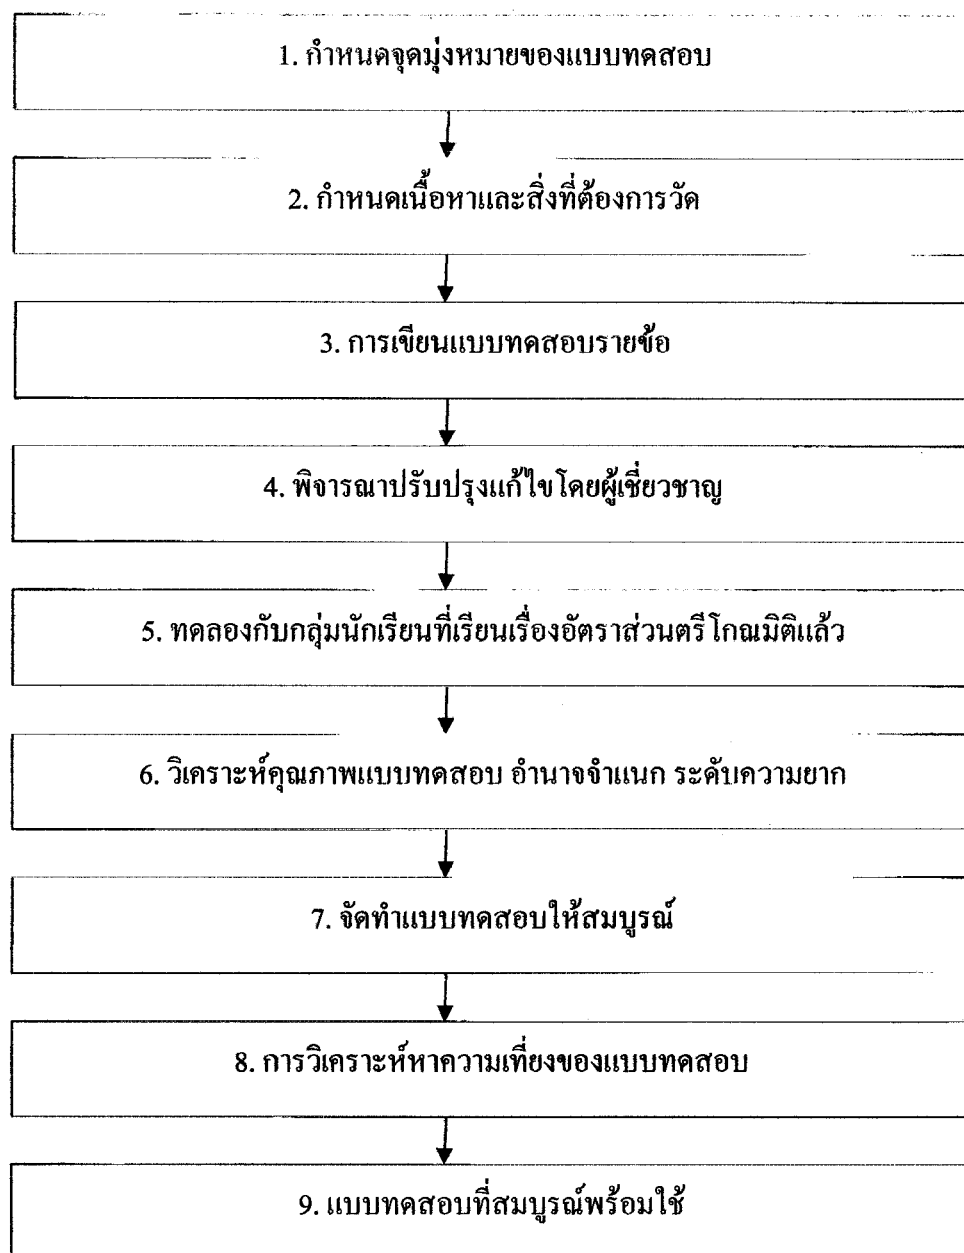 1. กำหนดจุดมุ่งหมายของแบบทดสอบ
2. กำหนดเนื้อหาและสิ่งที่ต้องการวัด
3. การเขียนแบบทดสอบรายข้อ
4. พิจารณาปรับปรุงแก้ไขโดยผู้เชี่ยวชาญ
5. ทดลองกับกลุ่มนักเรียนที่เรียนเรื่องอัตราส่วนตรีโกณมิติแล้ว
6. วิเคราะห์คุณภาพแบบทดสอบ อำนาจจำแนก ระดับความยาก
7. จัดทำแบบทดสอบให้สมบูรณ์
8. การวิเคราะห์หาความเที่ยงของแบบทดสอบ
9. แบบทดสอบที่สมบูรณ์พร้อมใช้